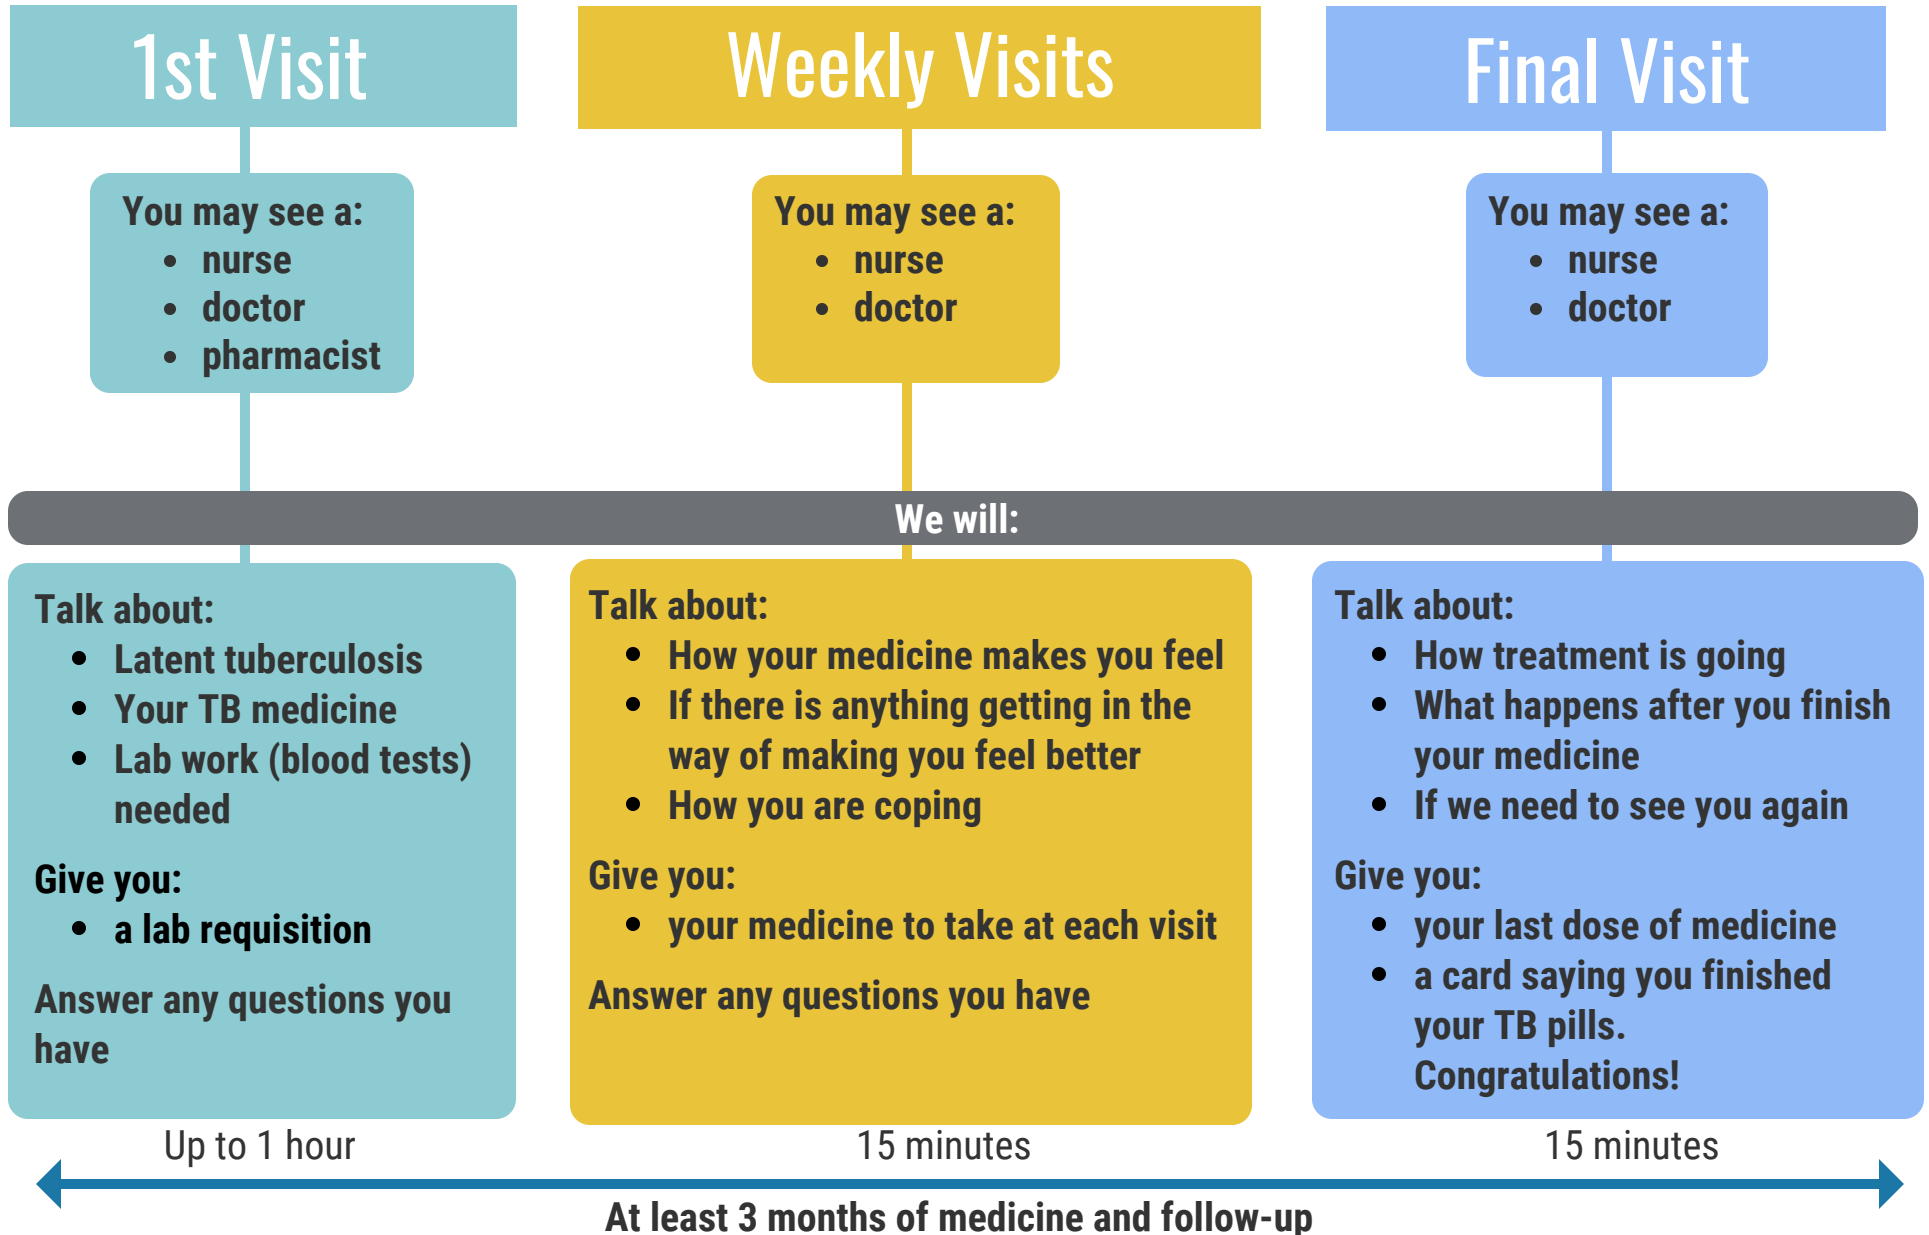 1st Visit
You may see a:
• nurse
• doctor
• pharmacist
Weekly Visits
You may see a:
• nurse
• doctor
Final Visit
You may see a:
• nurse
• doctor
We will:
Talk about:
• Latent tuberculosis
• Your TB medicine
• Lab work (blood tests)
needed
Give you:
• a lab requisition
Answer any questions you
have
Up to 1 hour
Talk about:
• How your medicine makes you feel
• If there is anything getting in the
way of making you feel better
• How you are coping
Give you:
• your medicine to take at each visit
Answer any questions you have
15 minutes
Talk about:
• How treatment is going
• What happens after you finish
your medicine
• If we need to see you again
Give you:
• your last dose of medicine
• a card saying you finished
your TB pills.
Congratulations!
15 minutes
At least 3 months of medicine and follow-up